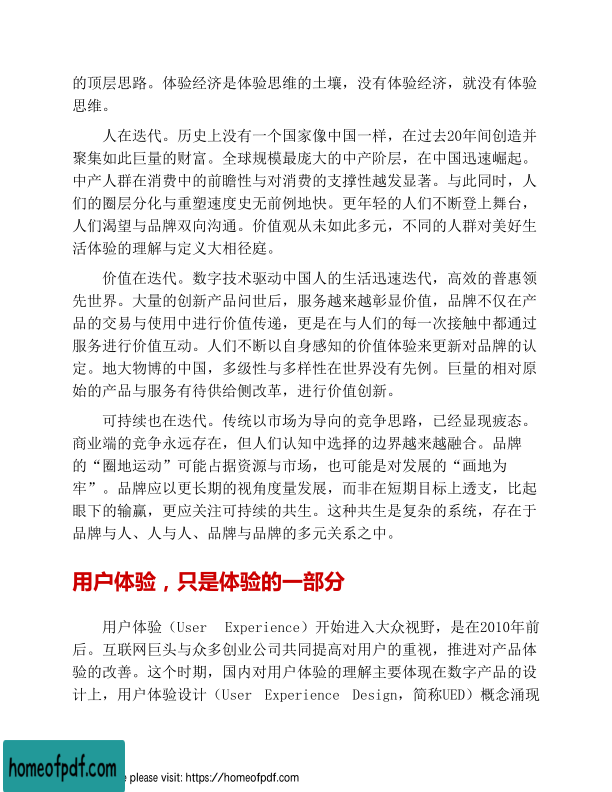 的顶层思路。体验经济是体验思维的土壤，没有体验经济，就没有体验
思维。
人在迭代。历史上没有一个国家像中国一样，在过去20年间创造并
聚集如此巨量的财富。全球规模最庞大的中产阶层，在中国迅速崛起。
中产人群在消费中的前瞻性与对消费的支撑性越发显著。与此同时，人
们的圈层分化与重塑速度史无前例地快。更年轻的人们不断登上舞台，
人们渴望与品牌双向沟通。价值观从未如此多元，不同的人群对美好生
活体验的理解与定义大相径庭。
价值在迭代。数字技术驱动中国人的生活迅速迭代，高效的普惠领
先世界。大量的创新产品问世后，服务越来越彰显价值，品牌不仅在产
品的交易与使用中进行价值传递，更是在与人们的每一次接触中都通过
服务进行价值互动。人们不断以自身感知的价值体验来更新对品牌的认
定。地大物博的中国，多级性与多样性在世界没有先例。巨量的相对原
始的产品与服务有待供给侧改革，进行价值创新。
可持续也在迭代。传统以市场为导向的竞争思路，已经显现疲态。
商业端的竞争永远存在，但人们认知中选择的边界越来越融合。品牌
的“圈地运动”可能占据资源与市场，也可能是对发展的“画地为
牢”。品牌应以更长期的视角度量发展，而非在短期目标上透支，比起
眼下的输赢，更应关注可持续的共生。这种共生是复杂的系统，存在于
品牌与人、人与人、品牌与品牌的多元关系之中。
用户体验，只是体验的一部分
用户体验（User Experience）开始进入大众视野，是在2010年前
后。互联网巨头与众多创业公司共同提高对用户的重视，推进对产品体
验的改善。这个时期，国内对用户体验的理解主要体现在数字产品的设
计上，用户体验设计（User Experience Design，简称UED）概念涌现
homeofpdf.com
e please visit: https://homeofpdf.com